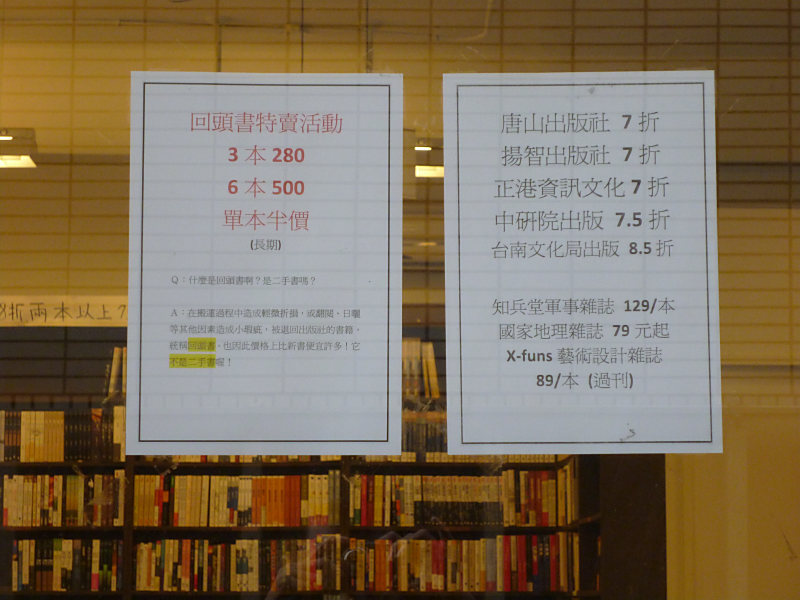 回頭書特賣活動
3 本 280
6 本 500
單本半價
(長期)
Q：什麼是回頭書啊？是二手書嗎？
A：在搬運過程中造成輕微折損，或翻閱、日曬
等其他因素造成小瑕疵，被退回出版社的書籍，
統稱回頭書。也因此價格上比新書便宜許多！它
不是二手書喔！
唐山出版社 7 折
揚智出版社 7 折
正港資訊文化 7 折
中研院出版 7.5 折
台南文化局出版 8.5 折
知兵堂軍事雜誌 129/本
國家地理雜誌 79 元起
X-funs 藝術設計雜誌
89/本 (過刊)
折兩本以上7